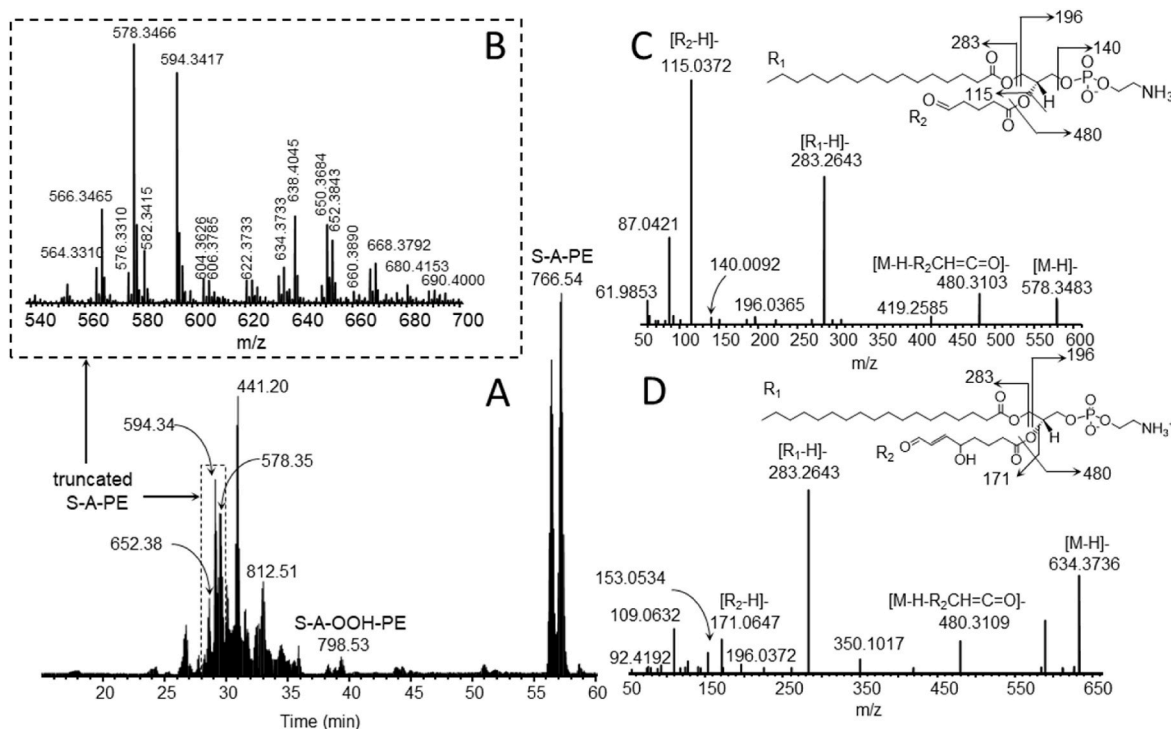 B
578.3466
594.3417
566.3465
564.3310
576.3310
582.3415
604.3626
606.3785
622.3733
634.3733
638.4045
650.3684
652.3843
660.3890
668.3792
680.4153
690.4000
540 560 580 600 620 640 660 680 700
m/z
A
truncated
S-A-PE
594.34
652.38
441.20
578.35
812.51
S-A-OOH-PE
798.53
S-A-PE
766.54
20 25 30 35 40 45 50 55 60
Time (min)
C
[R2-H]-
115.0372
[R1-H]-
283.2643
87.0421
61.9853
140.0092
196.0365
[M-H-R2CH=C=O]-
480.3103
419.2585
[M-H]-
578.3483
50 100 150 200 250 300 350 400 450 500 550 600
m/z
R1
283
196
140
O
O
O
P
O
O-
O
NH3
115
H
O
O
O
R2
480
D
[R1-H]-
283.2643
153.0534
109.0632
[R2-H]-
171.0647
92.4192
196.0372
350.1017
[M-H-R2CH=C=O]-
480.3109
[M-H]-
634.3736
50 150 250 350 450 550 650
m/z
R1
283
196
O
O
O
P
O
O-
O
NH3+
H
O
O
O
R2
OH
480
171